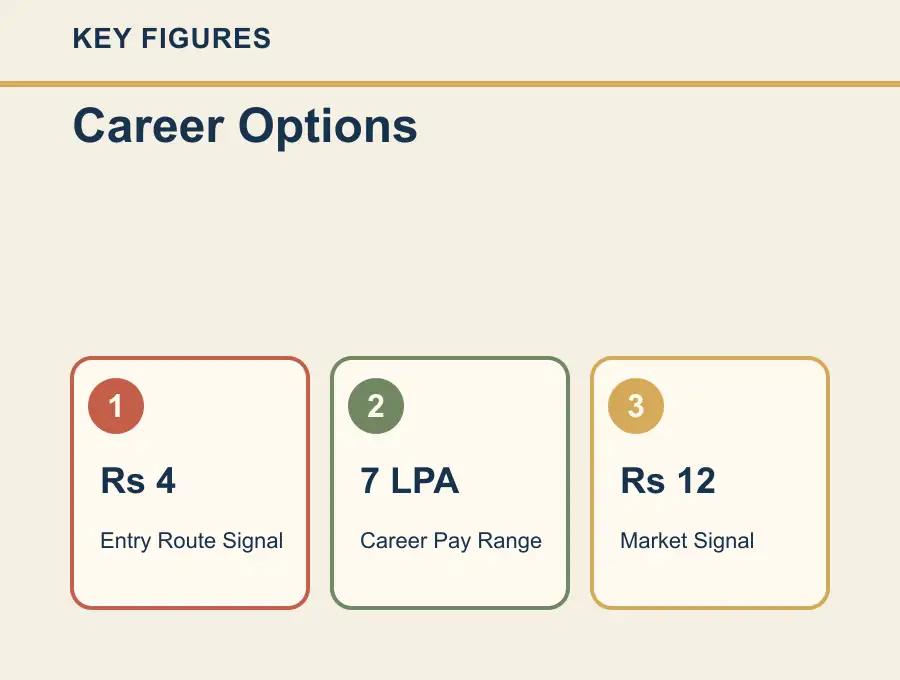 KEY FIGURES
Career Options
1
Rs 4
Entry Route Signal
2
7 LPA
Career Pay Range
3
Rs 12
Market Signal